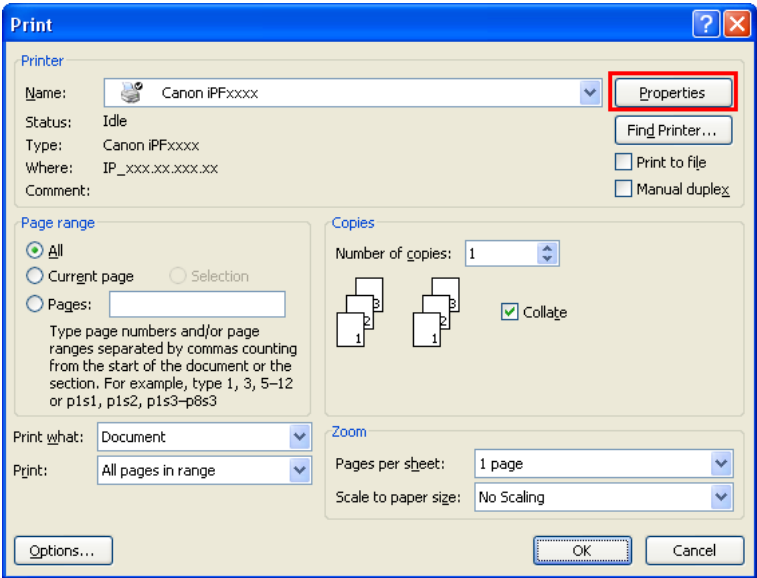 Print
Printer
Name: Canon iPFxxxx Properties
Status: Idle
Find Printer...
Type: Canon iPFxxxx
Where: IP_xxx.xx.xxx.xx
Print to file
Comment:
Manual duplex
Page range
All
Current page Selection
Pages:
Type page numbers and/or page
ranges separated by commas counting
from the start of the document or the
section. For example, type 1, 3, 5–12
or p1s1, p1s2, p1s3–p8s3
Copies
Number of copies: 1
3 3
2 2
1 1
Collate
Print what: Document
Print: All pages in range
Zoom
Pages per sheet: 1 page
Scale to paper size: No Scaling
Options... OK Cancel